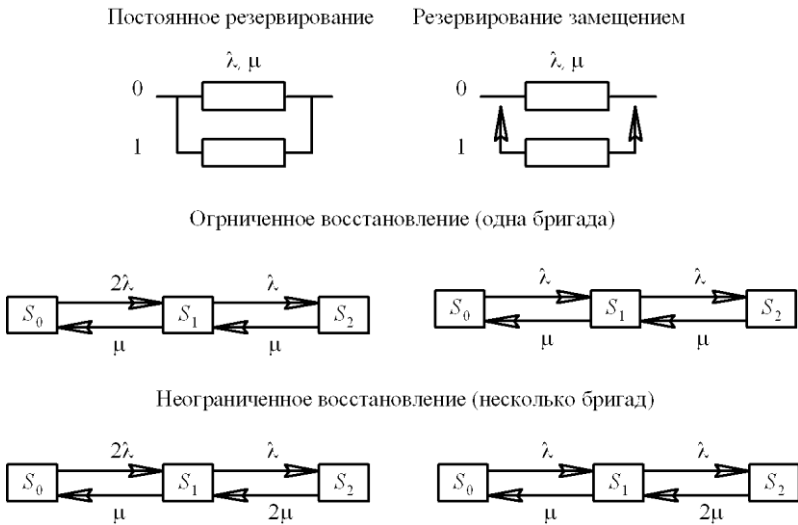 Постоянное резервирование Резервирование замещением
λ, μ λ, μ
0 0
1 1
Огрниченное восстановление (одна бригада)
2λ λ λ λ
S₀ S₁ S₂ S₀ S₁ S₂
μ μ μ μ
Неограниченное восстановление (несколько бригад)
2λ λ λ λ
S₀ S₁ S₂ S₀ S₁ S₂
μ 2μ μ 2μ